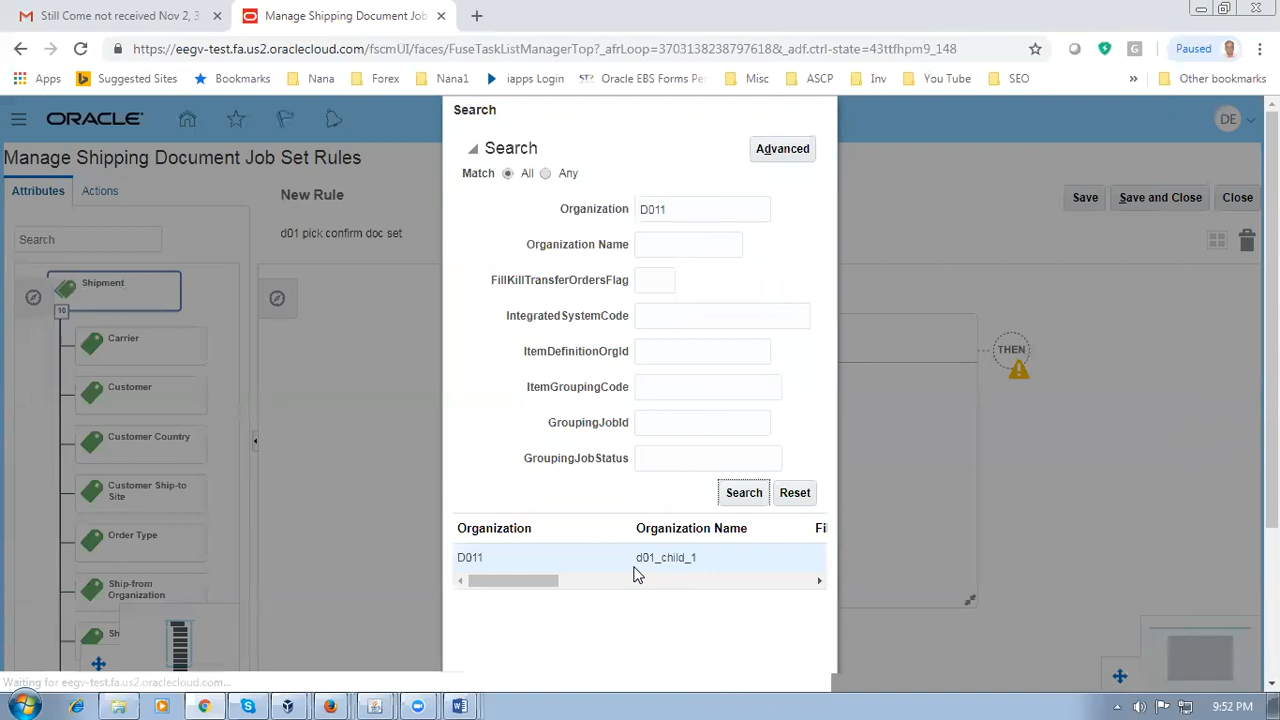 Still Come not received Nov 2, 3
Manage Shipping Document Job
https://eegv-test.fa.us2.oraclecloud.com/fscmUI/faces/FuseTaskListManagerTop?_afrLoop=37031382387976188&_adf.ctrl-state=43ttfhpm9_148
Paused
Apps
Suggested Sites
Bookmarks
Nana
Forex
Nana1
iapps Login
Oracle EBS Forms Pe
Misc
ASCP
Inv
You Tube
SEO
»
Other bookmarks
ORACLE
DE
Manage Shipping Document Job Set Rules
Attributes
Actions
New Rule
d01 pick confirm doc set
Save
Save and Close
Close
Search
Shipment
10
Carrier
Customer
Customer Country
Customer Ship-to
Site
Order Type
Ship-from
Organization
Sh
THEN
Search
Search
Advanced
Match
All
Any
Organization
D011
Organization Name
FillKillTransferOrdersFlag
IntegratedSystemCode
ItemDefinitionOrgId
ItemGroupingCode
GroupingJobId
GroupingJobStatus
Search
Reset
Organization
Organization Name
Fi
D011
d01_child_1
Waiting for eegv-test.fa.us2.oraclecloud.com...
9:52 PM